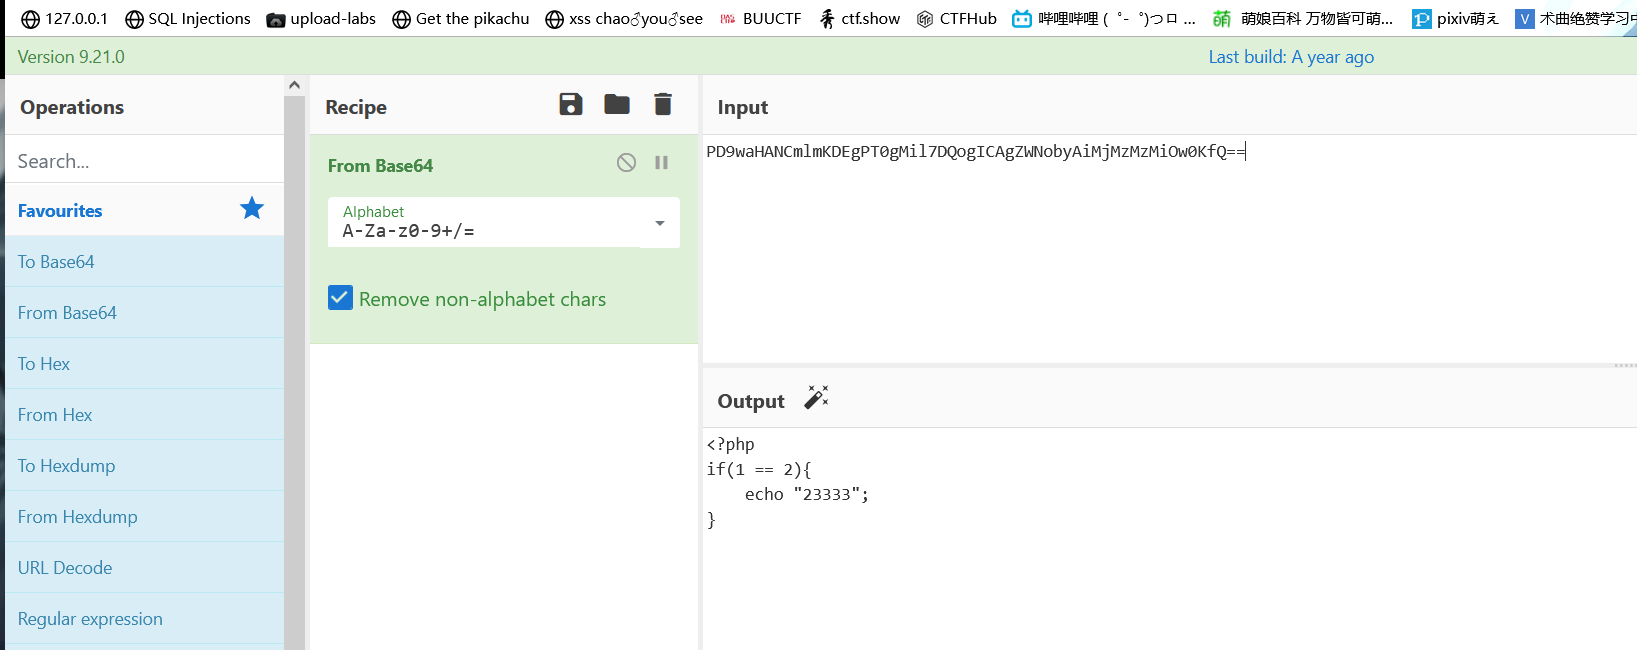 127.0.0.1 SQL Injections upload-labs Get the pikachu xss chao♂you♂see BUUCTF ctf.show CTFHub 哔哩哔哩 ( ゜- ゜)つロ ... 萌娘百科 万物皆可萌... pixiv萌え 术曲绝赞学习中
Version 9.21.0 Last build: A year ago
Operations
Search...
Favourites
To Base64
From Base64
To Hex
From Hex
To Hexdump
From Hexdump
URL Decode
Regular expression
Recipe
From Base64
Alphabet
A-Za-z0-9+/=
Remove non-alphabet chars
Input
PD9waHANCmlmKDEgPT0gMil7DQogICAgZWNobyAiMjMzMzMiOw0KfQ==
Output
<?php
if(1 == 2){
    echo "23333";
}